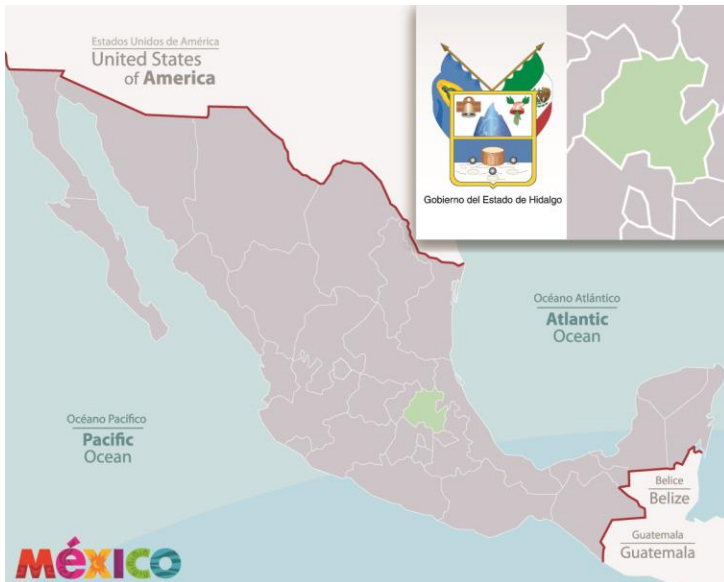 Estados Unidos de América
United States
of America
Gobierno del Estado de Hidalgo
Océano Atlántico
Atlantic
Ocean
Océano Pacífico
Pacific
Ocean
Belice
Belize
Guatemala
Guatemala
México